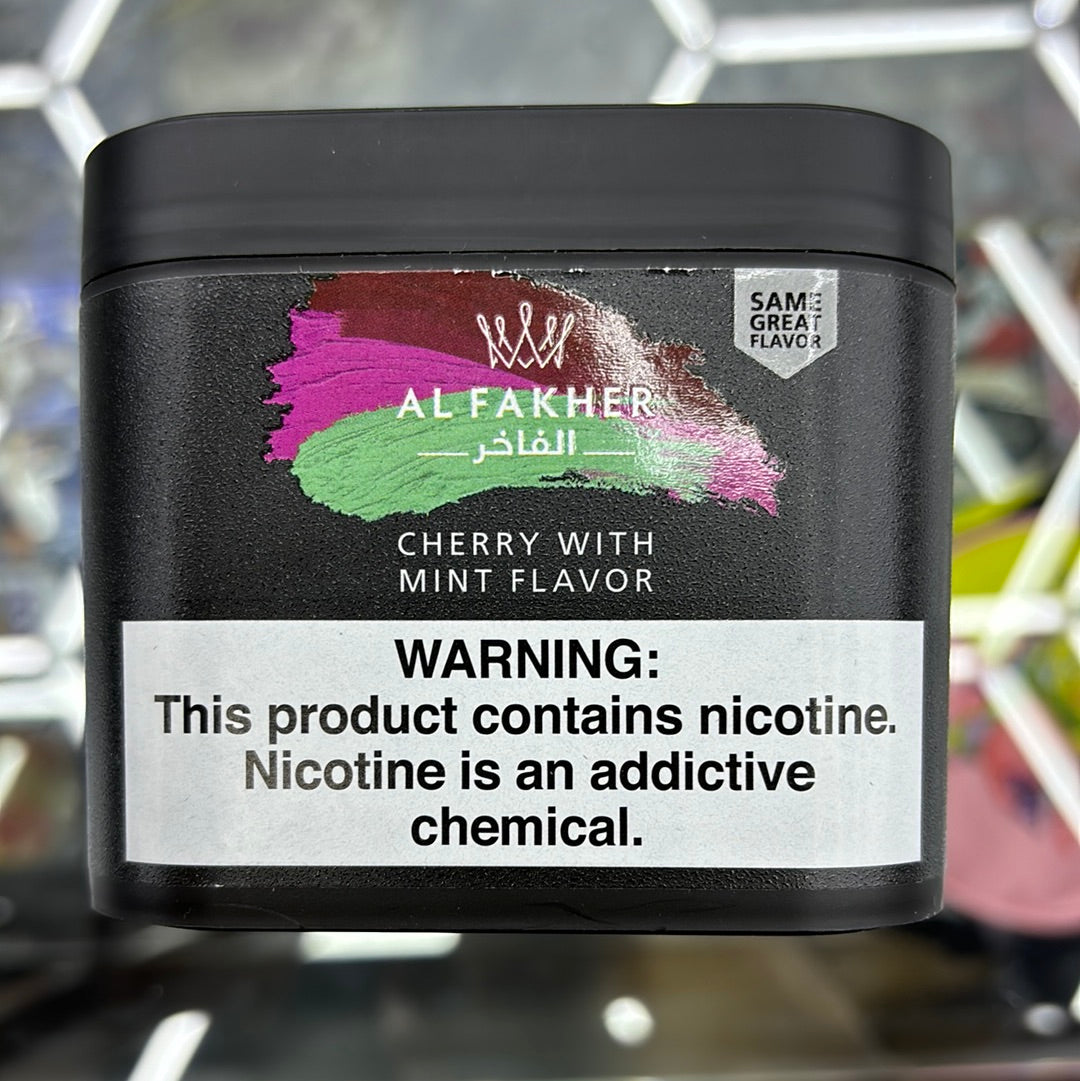 SAME
GREAT
FLAVOR
AL FAKHER
الفاخر
CHERRY WITH
MINT FLAVOR
WARNING:
This product contains nicotine.
Nicotine is an addictive
chemical.